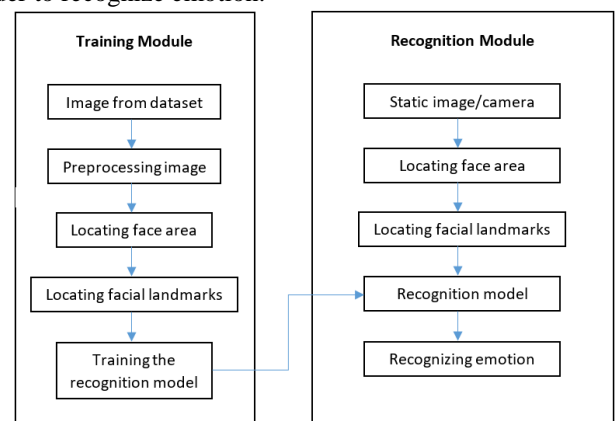 to recognize emotion.
Training Module
Image from dataset
Preprocessing image
Locating face area
Locating facial landmarks
Training the
recognition model
Recognition Module
Static image/camera
Locating face area
Locating facial landmarks
Recognition model
Recognizing emotion